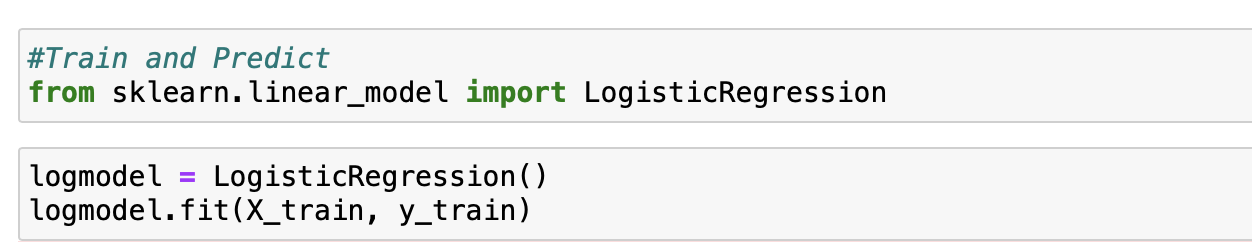 #Train and Predict
from sklearn.linear_model import LogisticRegression
logmodel = LogisticRegression()
logmodel.fit(X_train, y_train)